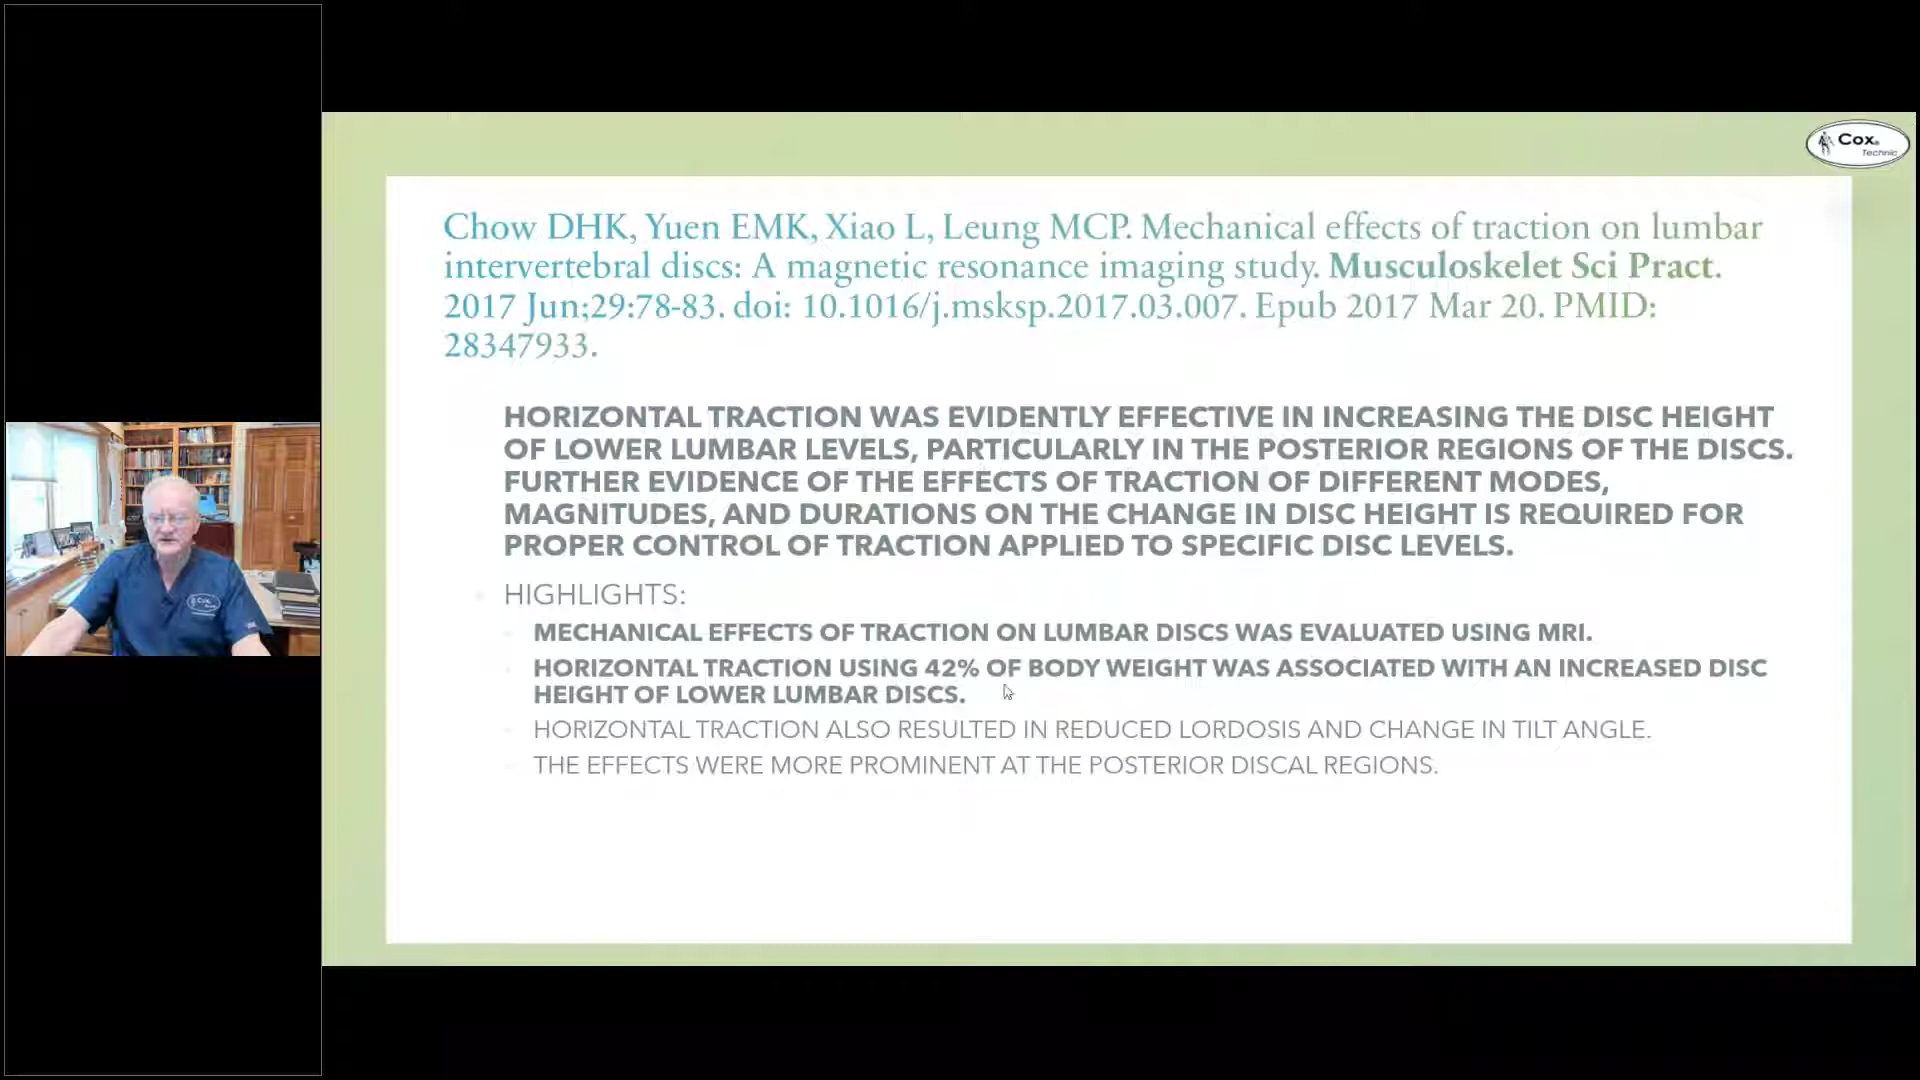 Cox®
Technic
Chow DHK, Yuen EMK, Xiao L, Leung MCP. Mechanical effects of traction on lumbar
intervertebral discs: A magnetic resonance imaging study. Musculoskelet Sci Pract.
2017 Jun;29:78-83. doi: 10.1016/j.msksp.2017.03.007. Epub 2017 Mar 20. PMID:
28347933.
HORIZONTAL TRACTION WAS EVIDENTLY EFFECTIVE IN INCREASING THE DISC HEIGHT
OF LOWER LUMBAR LEVELS, PARTICULARLY IN THE POSTERIOR REGIONS OF THE DISCS.
FURTHER EVIDENCE OF THE EFFECTS OF TRACTION OF DIFFERENT MODES,
MAGNITUDES, AND DURATIONS ON THE CHANGE IN DISC HEIGHT IS REQUIRED FOR
PROPER CONTROL OF TRACTION APPLIED TO SPECIFIC DISC LEVELS.
HIGHLIGHTS:
MECHANICAL EFFECTS OF TRACTION ON LUMBAR DISCS WAS EVALUATED USING MRI.
HORIZONTAL TRACTION USING 42% OF BODY WEIGHT WAS ASSOCIATED WITH AN INCREASED DISC
HEIGHT OF LOWER LUMBAR DISCS.
HORIZONTAL TRACTION ALSO RESULTED IN REDUCED LORDOSIS AND CHANGE IN TILT ANGLE.
THE EFFECTS WERE MORE PROMINENT AT THE POSTERIOR DISCAL REGIONS.
Cox